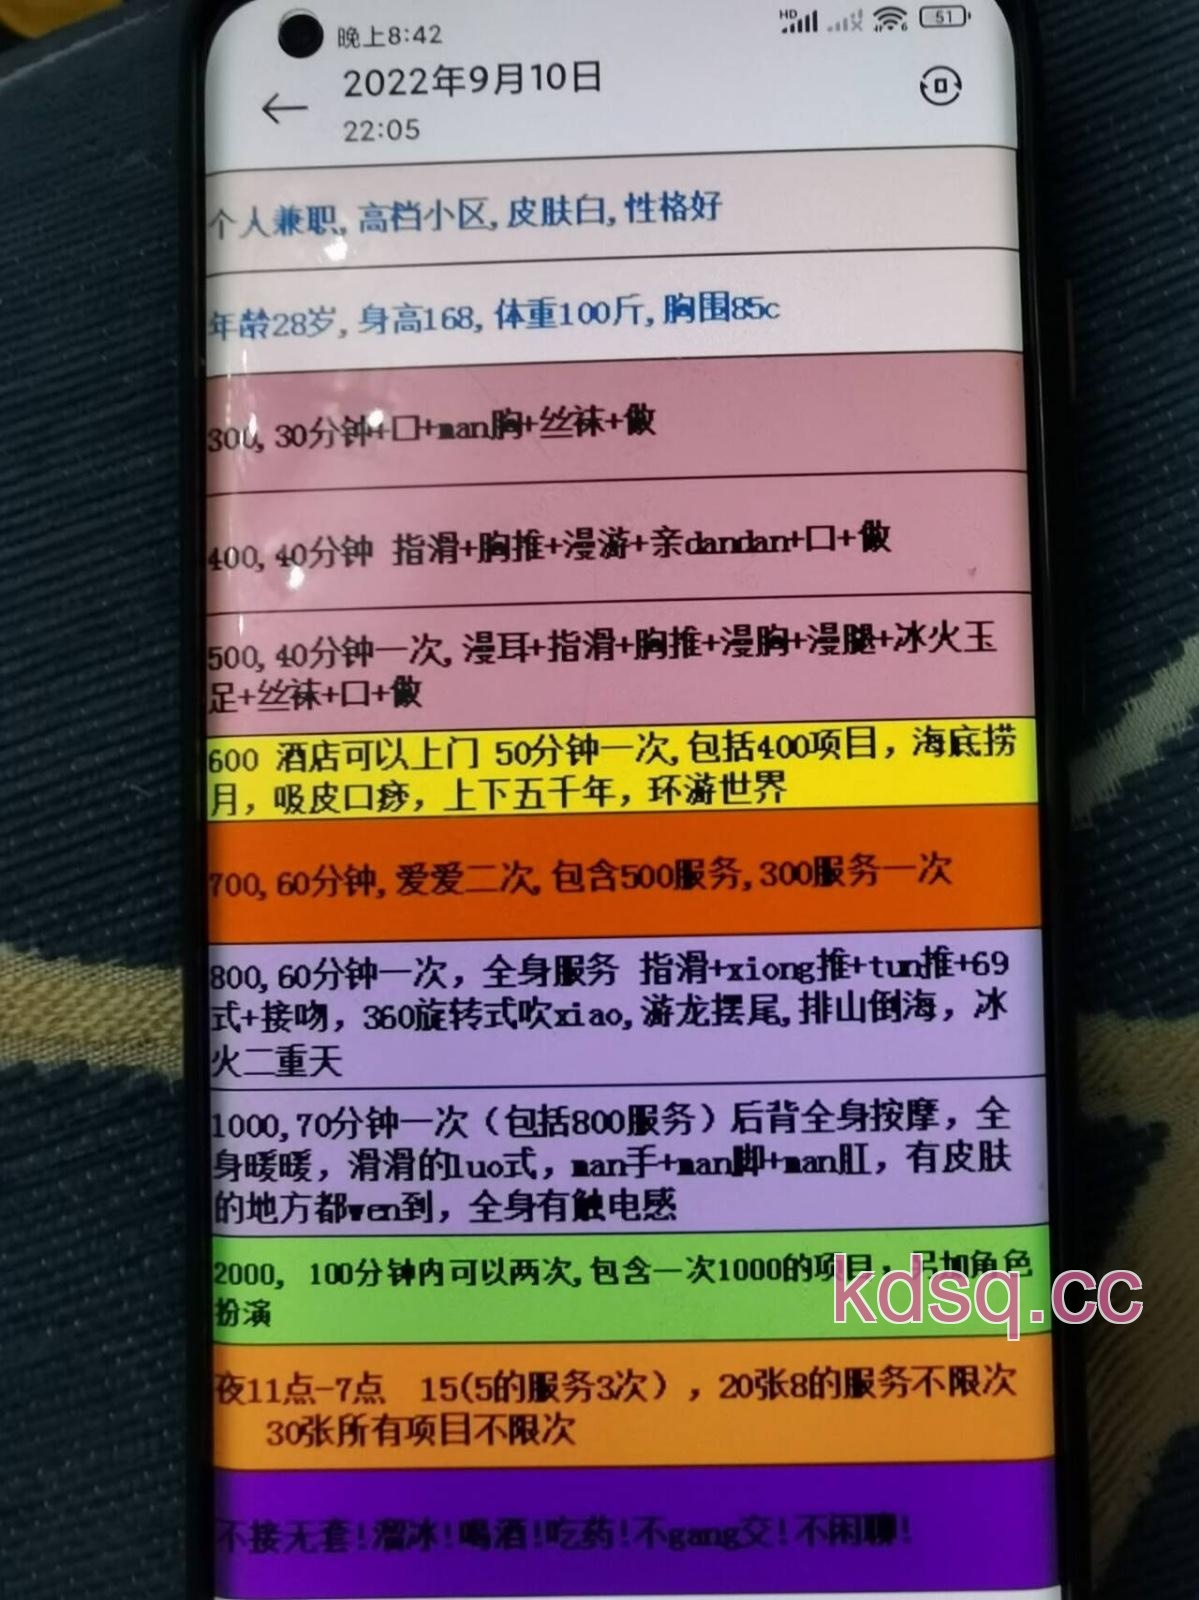 晚上8:42
HD
6
51
2022年9月10日
22:05
个人兼职,高档小区,皮肤白,性格好
年龄28岁,身高168,体重100斤,胸围85c
300,30分钟+口+man胸+丝袜+做
400,40分钟 指滑+胸推+漫游+亲dandan+口+做
500,40分钟一次,漫耳+指滑+胸推+漫胸+漫腿+冰火玉
足+丝袜+口+做
600 酒店可以上门 50分钟一次,包括400项目，海底捞
月，吸皮口痧，上下五千年，环游世界
700,60分钟,爱爱二次,包含500服务,300服务一次
800,60分钟一次，全身服务 指滑+xiong推+tun推+69
式+接吻，360旋转式吹xiao,游龙摆尾,排山倒海，冰
火二重天
1000,70分钟一次（包括800服务）后背全身按摩，全
身暖暖，滑滑的luo式，man手+man脚+man肛，有皮肤
的地方都wen到，全身有触电感
2000, 100分钟内可以两次,包含一次1000的项目，另加角色
扮演
kdsq.cc
夜11点-7点 15(5的服务3次），20张8的服务不限次
30张所有项目不限次
不接无套!溜冰!喝酒!吃药!不gang交!不闲聊!